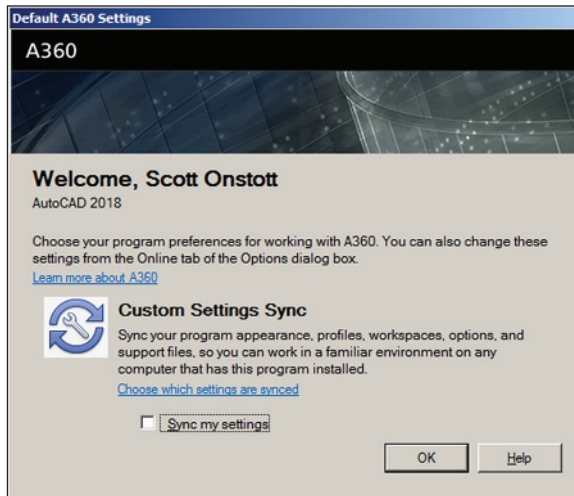 Default A360 Settings
A360
Welcome, Scott Onstott
AutoCAD 2018
Choose your program preferences for working with A360. You can also change these
settings from the Online tab of the Options dialog box.
Learn more about A360
Custom Settings Sync
Sync your program appearance, profiles, workspaces, options, and
support files, so you can work in a familiar environment on any
computer that has this program installed.
Choose which settings are synced
Sync my settings
OK Help